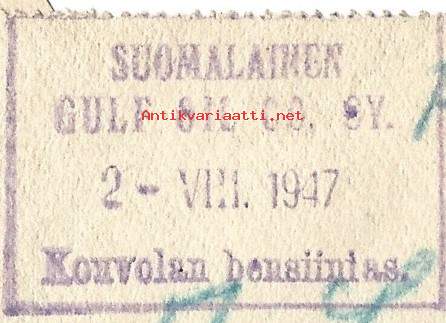 SUOMALAINEN
GULF OIL CO. OY.
Antikvariaatti.net
2 - VIII. 1947
Kouvolan bensiinias.